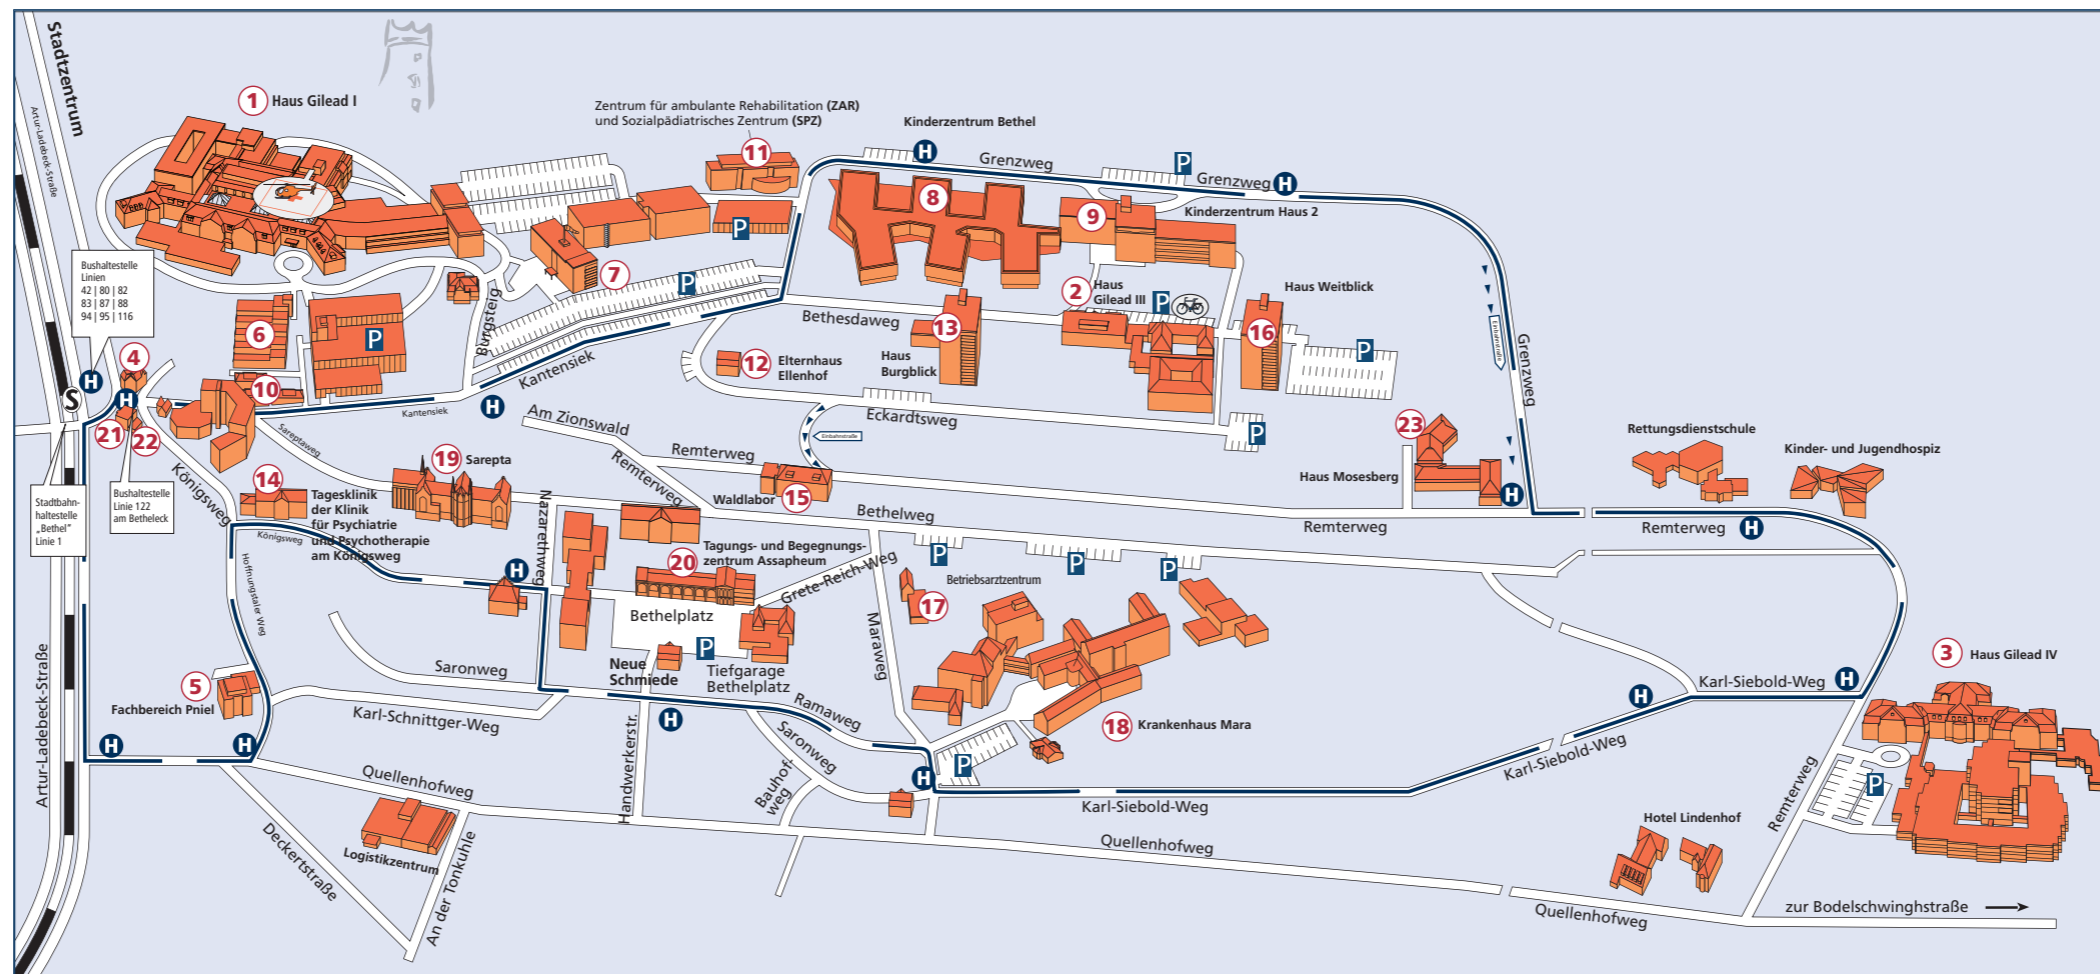 Stadtzentrum
Artur-Ladebeck-Straße
1 Haus Gilead I
Zentrum für ambulante Rehabilitation (ZAR)
und Sozialpädiatrisches Zentrum (SPZ)
11
Kinderzentrum Bethel
H
Grenzweg
P
Grenzweg
H
8
9
Kinderzentrum Haus 2
P
7
P
Bushaltestelle
Linien
42 | 80 | 82
83 | 87 | 88
94 | 95 | 116
Burgsteig
2
Haus
Gilead III
P
Haus Weitblick
Bethesdaweg
13
16
Einbahnstraße
Grenzweg
6
P
4
H
H
S
10
Kantensiek
Kantensiek
H
12
Elternhaus
Ellenhof
Haus
Burgblick
P
Eckardtsweg
P
Einbahnstraße
21
22
Am Zionswald
Remterweg
Remterweg
23
Rettungsdienstschule
Kinder- und Jugendhospiz
Sareptaweg
Königsweg
19 Sarepta
Haus Mosesberg
H
14
Tagesklinik
der Klinik
für Psychiatrie
und Psychotherapie
am Königsweg
Waldlabor
15
Stadtbahn-
haltestelle
„Bethel“
Linie 1
Bushaltestelle
Linie 122
am Betheleck
Nazarethweg
Bethelweg
Remterweg
Remterweg
H
Königsweg
Hoffnungstaler Weg
H
20
Tagungs- und Begegnungs-
zentrum Assapheum
Grete-Reich-Weg
P
P
P
Betriebsarztzentrum
17
Bethelplatz
Maraweg
Saronweg
Neue
Schmiede
P
Tiefgarage
Bethelplatz
5
Fachbereich Pniel
Karl-Schnittger-Weg
H
Ramaweg
18 Krankenhaus Mara
Karl-Siebold-Weg
H
H
3 Haus Gilead IV
Artur-Ladebeck-Straße
H
H
Handwerkerstr.
Saronweg
Bauhof-
weg
H
P
Karl-Siebold-Weg
Karl-Siebold-Weg
Quellenhofweg
Remterweg
P
Deckertstraße
Logistikzentrum
An der Tonkuhle
Quellenhofweg
Hotel Lindenhof
Quellenhofweg
zur Bodelschwinghstraße